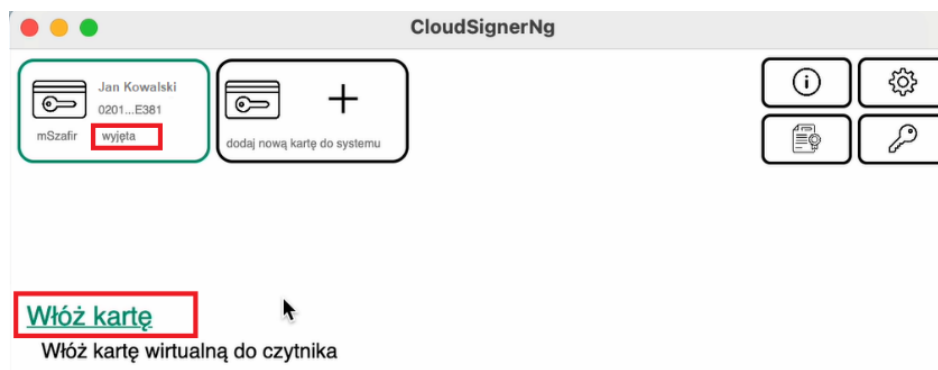 CloudSignerNg
Jan Kowalski
0201...E381
mSzafir wyjęta
dodaj nową kartę do systemu
Włóż kartę
Włóż kartę wirtualną do czytnika